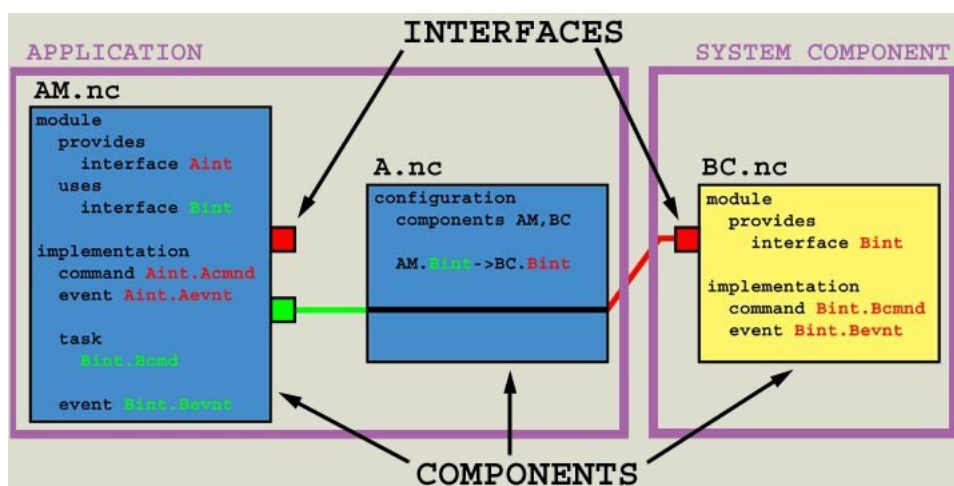 INTERFACES
APPLICATION
SYSTEM COMPONENT
AM.nc
module
provides
interface Aint
uses
interface Bint
implementation
command Aint.Acmnd
event Aint.Aevnt
task
Bint.Bcmd
event Bint.Bevnt
A.nc
configuration
components AM,BC
AM.Bint->BC.Bint
BC.nc
module
provides
interface Bint
implementation
command Bint.Bcmnd
event Bint.Bevnt
COMPONENTS